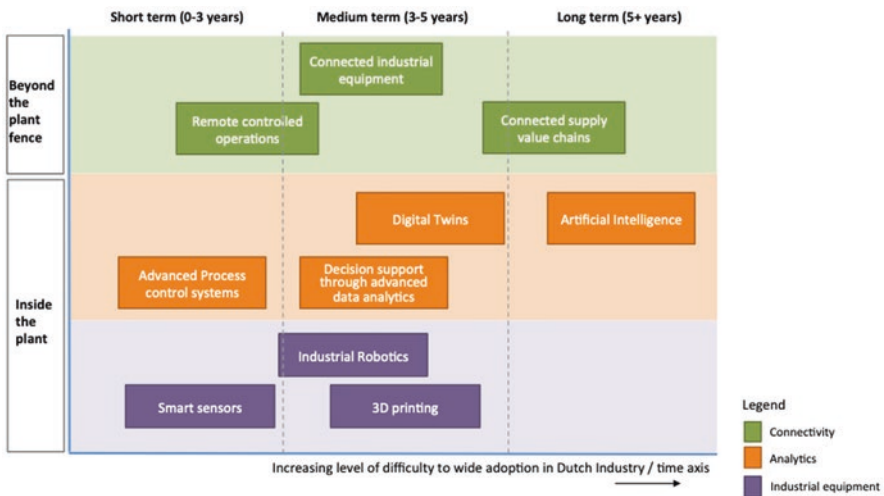 Short term (0-3 years)
Medium term (3-5 years)
Long term (5+ years)
Beyond
the
plant
fence
Connected industrial
equipment
Remote controlled
operations
Connected supply
value chains
Inside
the
plant
Digital Twins
Artificial Intelligence
Advanced Process
control systems
Decision support
through advanced
data analytics
Industrial Robotics
Smart sensors
3D printing
Increasing level of difficulty to wide adoption in Dutch Industry / time axis
Legend
Connectivity
Analytics
Industrial equipment